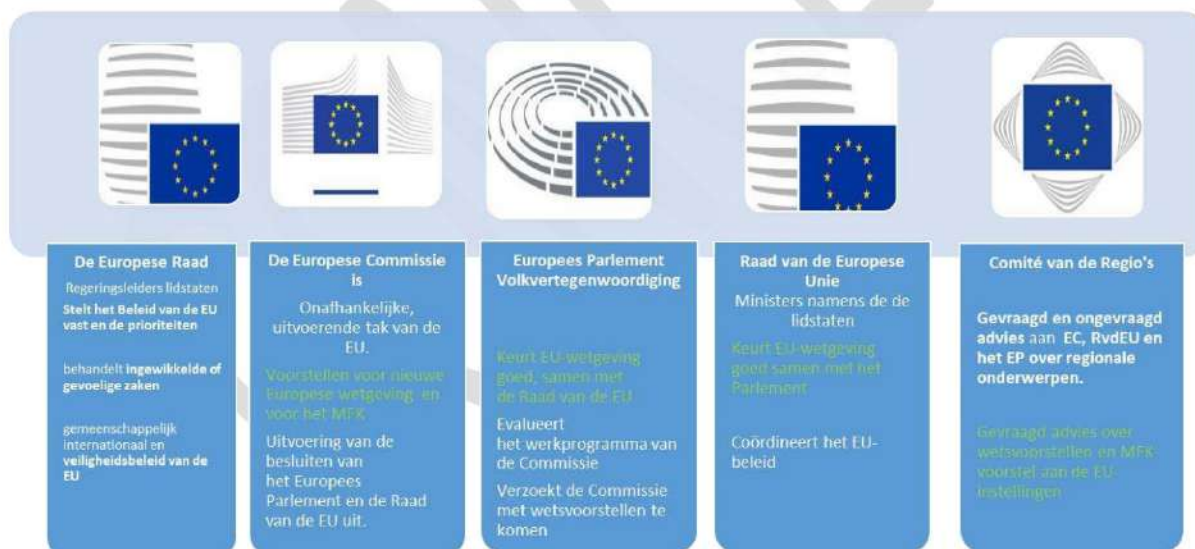 De Europese Raad
Regeringsleiders lidstaten
Stelt het Beleid van de EU
vast en de prioriteiten
behandelt ingewikkelde of
gevoelige zaken
gemeenschappelijk
internationaal en
veiligheidsbeleid van de
EU
De Europese Commissie
is
Onafhankelijke,
uitvoerende tak van de
EU.
Voorstellen voor nieuwe
Europese wetgeving en
voor het MFK
Uitvoering van de
besluiten van
het Europees
Parlement en de Raad
van de EU uit.
Europees Parlement
Volkvertegenwoordiging
Keurt EU-wetgeving
goed, samen met
de Raad van de EU
Evalueert
het werkprogramma van
de Commissie
Verzoekt de Commissie
met wetsvoorstellen te
komen
Raad van de Europese
Unie
Ministers namens de de
lidstaten
Keurt EU-wetgeving
goed samen met het
Parlement
Coördineert het EU-
beleid
Comité van de Regio's
Gevraagd en ongevraagd
advies aan EC, RvdEU en
het EP over regionale
onderwerpen.
Gevraagd advies over
wetsvoorstellen en MFK
voorstel aan de EU-
instellingen